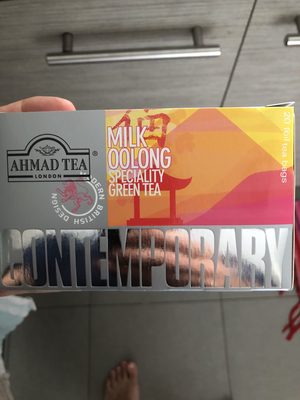 AHMAD TEA®
LONDON
MODERN BRITISH DESIGN
MILK
OOLONG
SPECIALITY
GREEN TEA
20 foil tea bags
CONTEMPORARY